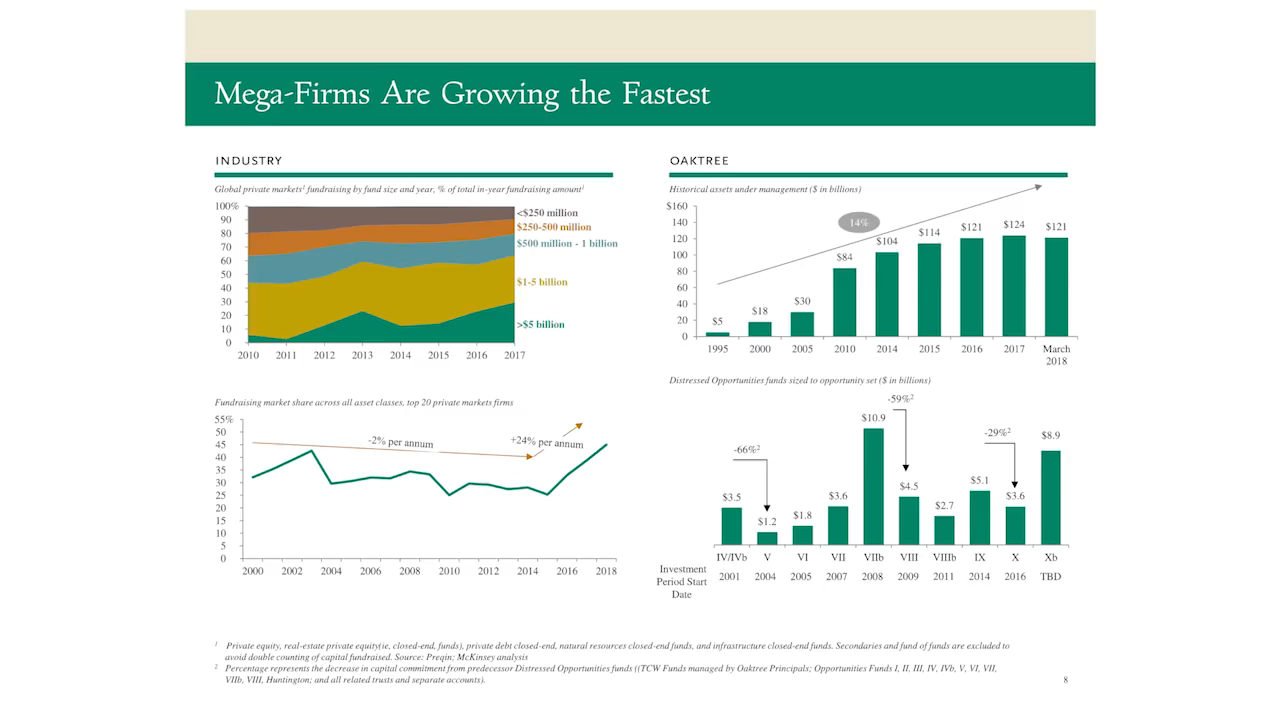 Mega-Firms Are Growing the Fastest
INDUSTRY
Global private markets¹ fundraising by fund size and year, % of total in-year fundraising amount¹
100%
90
80
70
60
50
40
30
20
10
0
2010 2011 2012 2013 2014 2015 2016 2017
<$250 million
$250-500 million
$500 million - 1 billion
$1-5 billion
>$5 billion
Fundraising market share across all asset classes, top 20 private markets firms
55%
50
45
40
35
30
25
20
15
10
5
0
-2% per annum
+24% per annum
2000 2002 2004 2006 2008 2010 2012 2014 2016 2018
OAKTREE
Historical assets under management ($ in billions)
$160
140
120
100
80
60
40
20
0
14%
$5 $18 $30 $84 $104 $114 $121 $124 $121
1995 2000 2005 2010 2014 2015 2016 2017 March
2018
Distressed Opportunities funds sized to opportunity set ($ in billions)
-66%²
-59%²
-29%²
$3.5 $1.2 $1.8 $3.6 $10.9 $4.5 $2.7 $5.1 $3.6 $8.9
IV/IVb V VI VII VIIb VIII VIIIb IX X Xb
Investment
Period Start
Date
2001 2004 2005 2007 2008 2009 2011 2014 2016 TBD
¹ Private equity, real-estate private equity(ie, closed-end, funds), private debt closed-end, natural resources closed-end funds, and infrastructure closed-end funds. Secondaries and fund of funds are excluded to
avoid double counting of capital fundraised. Source: Preqin; McKinsey analysis
² Percentage represents the decrease in capital commitment from predecessor Distressed Opportunities funds ((TCW Funds managed by Oaktree Principals; Opportunities Funds I, II, III, IV, IVb, V, VI, VII,
VIIb, VIII, Huntington; and all related trusts and separate accounts).
8